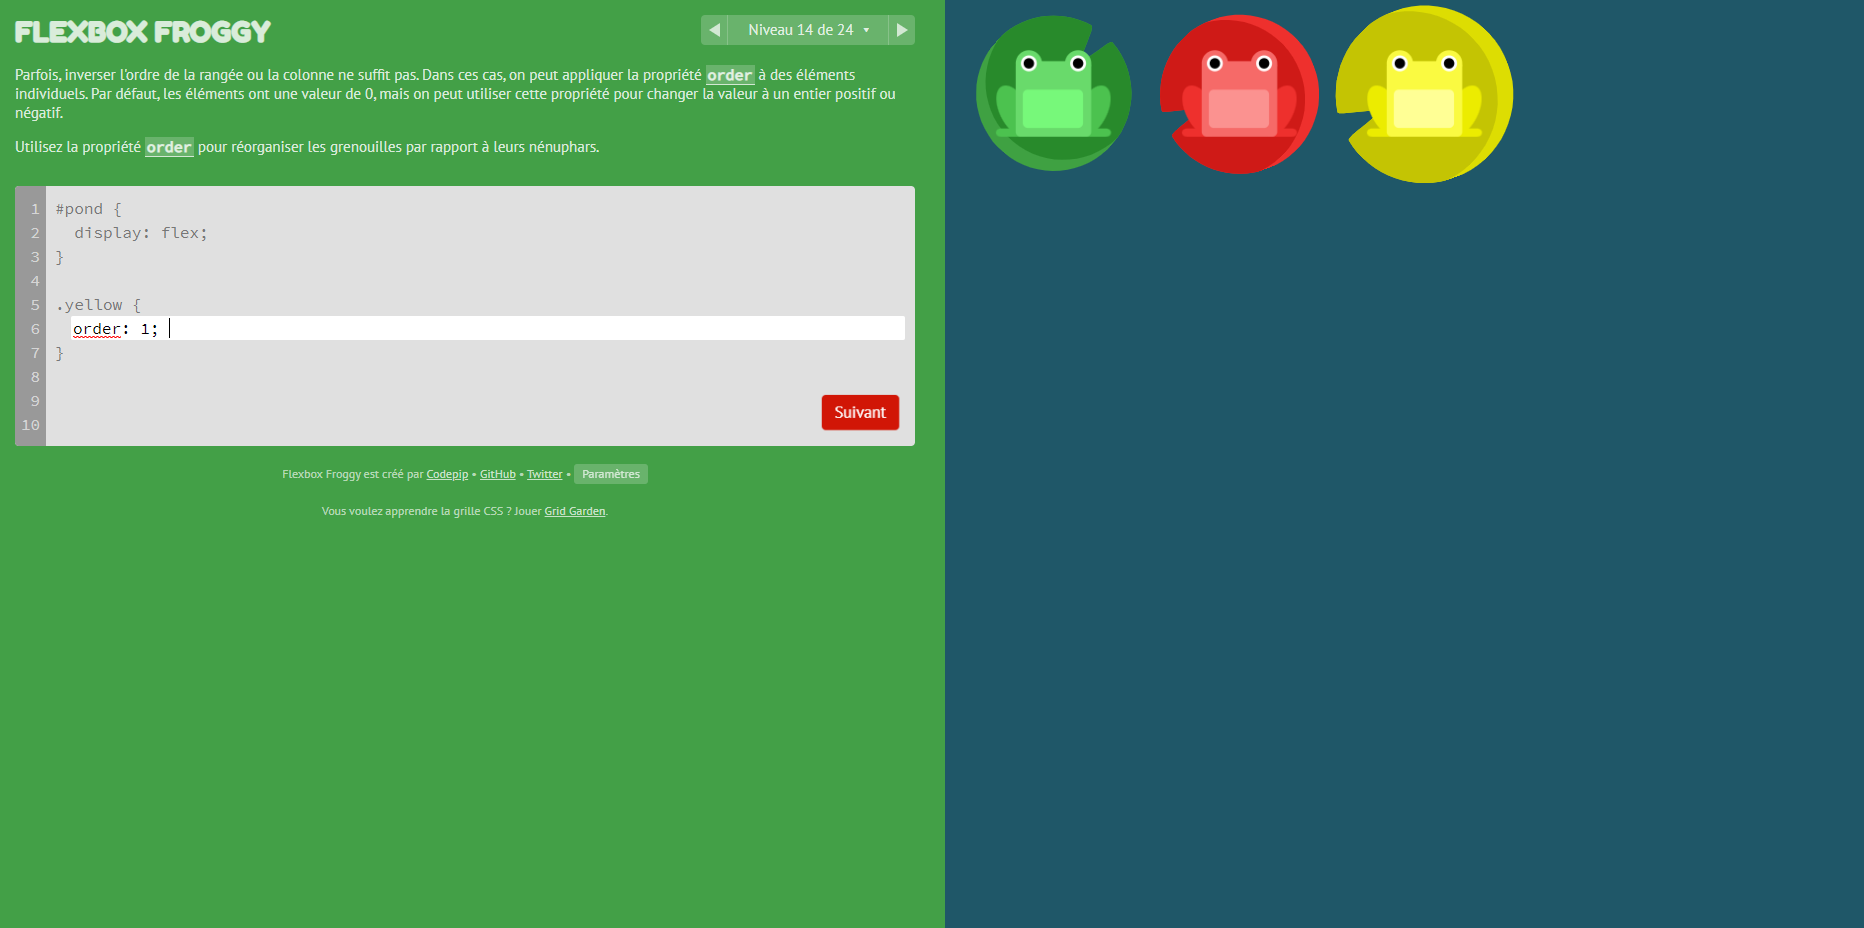 FLEXBOX FROGGY
Niveau 14 de 24
Parfois, inverser l'ordre de la rangée ou la colonne ne suffit pas. Dans ces cas, on peut appliquer la propriété order à des éléments
individuels. Par défaut, les éléments ont une valeur de 0, mais on peut utiliser cette propriété pour changer la valeur à un entier positif ou
négatif.
Utilisez la propriété order pour réorganiser les grenouilles par rapport à leurs nénuphars.
1 #pond {
2 display: flex;
3 }
4
5 .yellow {
6 order: 1;
7 }
8
9
10
Suivant
Flexbox Froggy est créé par Codepip • GitHub • Twitter • Paramètres
Vous voulez apprendre la grille CSS ? Jouer Grid Garden.